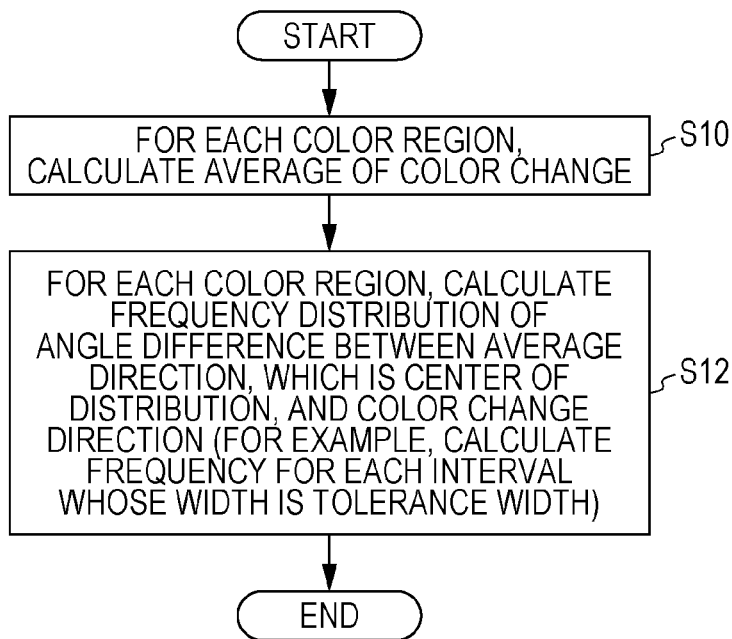 START
FOR EACH COLOR REGION,
CALCULATE AVERAGE OF COLOR CHANGE
S10
FOR EACH COLOR REGION, CALCULATE
FREQUENCY DISTRIBUTION OF
ANGLE DIFFERENCE BETWEEN AVERAGE
DIRECTION, WHICH IS CENTER OF
DISTRIBUTION, AND COLOR CHANGE
DIRECTION (FOR EXAMPLE, CALCULATE
FREQUENCY FOR EACH INTERVAL
WHOSE WIDTH IS TOLERANCE WIDTH)
S12
END